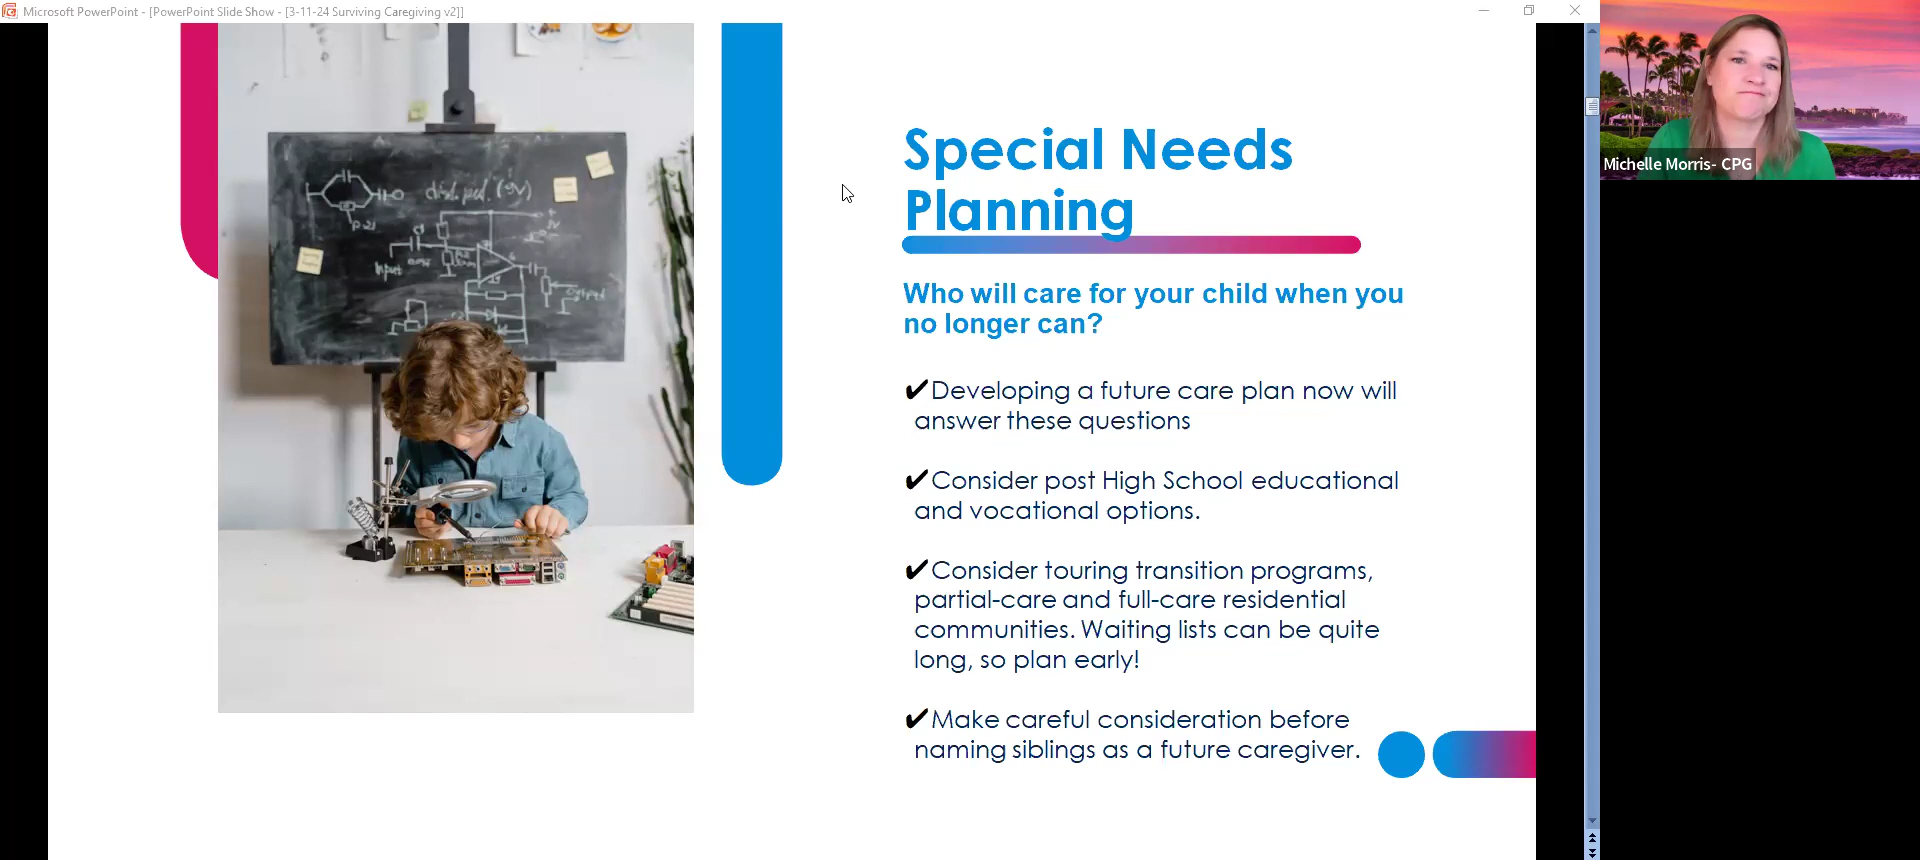 Microsoft PowerPoint - [PowerPoint Slide Show - [3-11-24 Surviving Caregiving v2]]
Michelle Morris- CPG
Special Needs
Planning
Who will care for your child when you
no longer can?
✔Developing a future care plan now will
answer these questions
✔Consider post High School educational
and vocational options.
✔Consider touring transition programs,
partial-care and full-care residential
communities. Waiting lists can be quite
long, so plan early!
✔Make careful consideration before
naming siblings as a future caregiver.
Input
Output